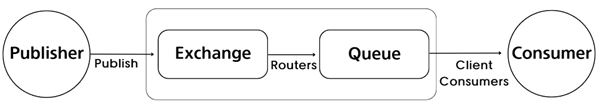 Publisher
Publish
Exchange
Routers
Queue
Client
Consumers
Consumer